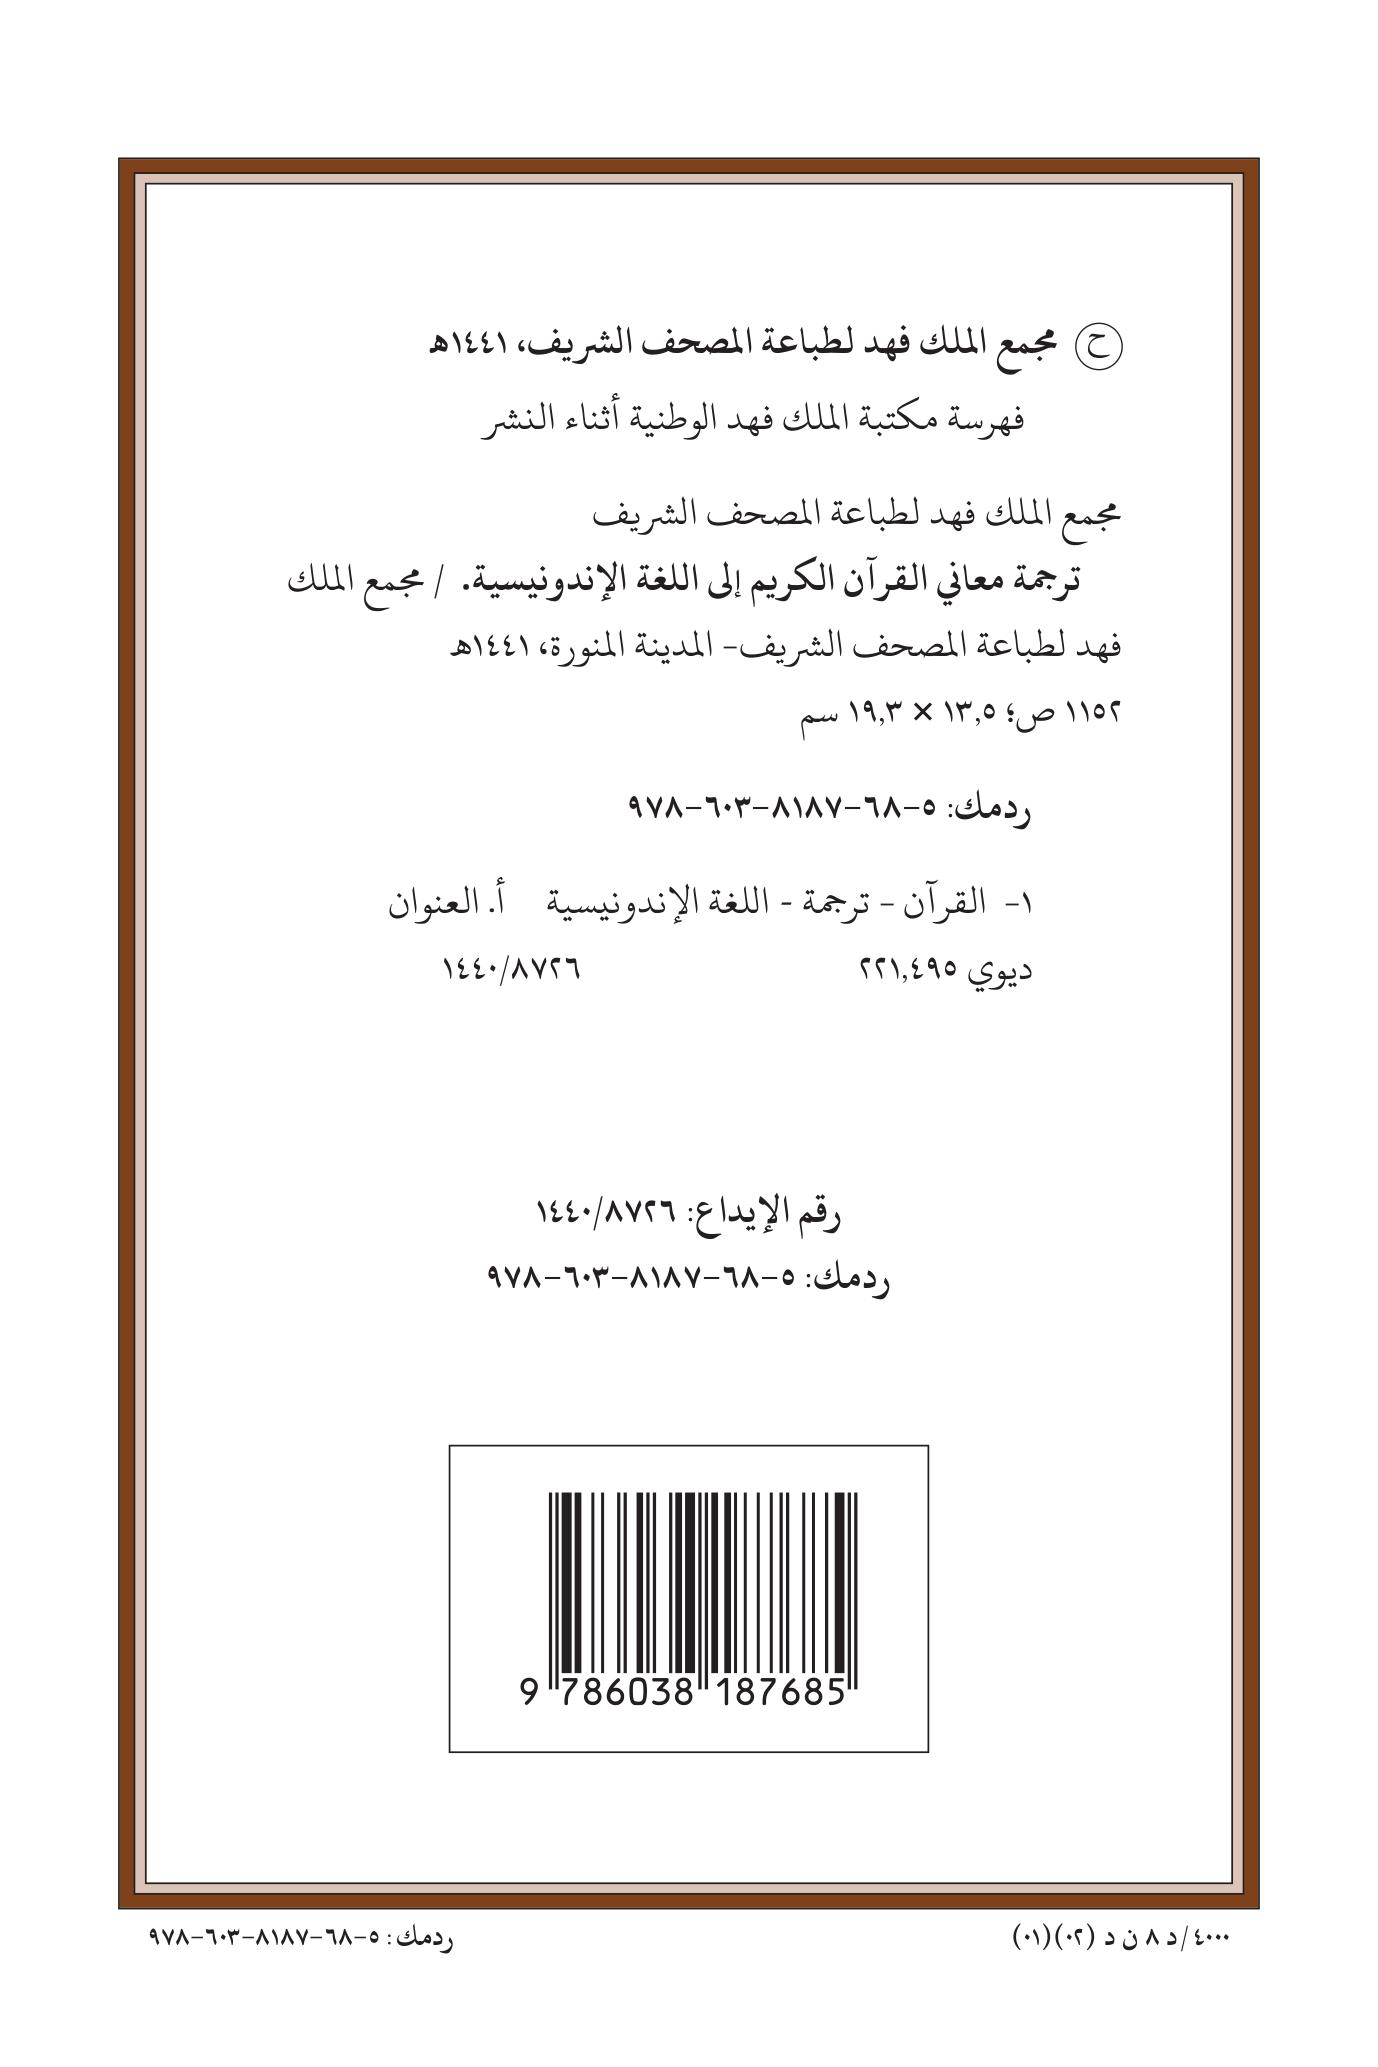 ح مجمع الملك فهد لطباعة المصحف الشريف، ١٤٤١هـ
فهرسة مكتبة الملك فهد الوطنية أثناء النشر
مجمع الملك فهد لطباعة المصحف الشريف
ترجمة معاني القرآن الكريم إلى اللغة الإندونيسية. / مجمع الملك
فهد لطباعة المصحف الشريف- المدينة المنورة، ١٤٤١هـ
١١٥٢ ص؛ ١٣,٥ × ١٩,٣ سم
ردمك: ٥-٦٨-٨١٨٧-٦٠٣-٩٧٨
١- القرآن - ترجمة - اللغة الإندونيسية أ. العنوان
ديوي ٢٢١,٤٩٥ ١٤٤٠/٨٧٢٦
رقم الإيداع: ١٤٤٠/٨٧٢٦
ردمك: ٥-٦٨-٨١٨٧-٦٠٣-٩٧٨
9 786038 187685
٤٠٠٠/د ٨ ن د (٠٢)(٠١)
ردمك: ٥-٦٨-٨١٨٧-٦٠٣-٩٧٨